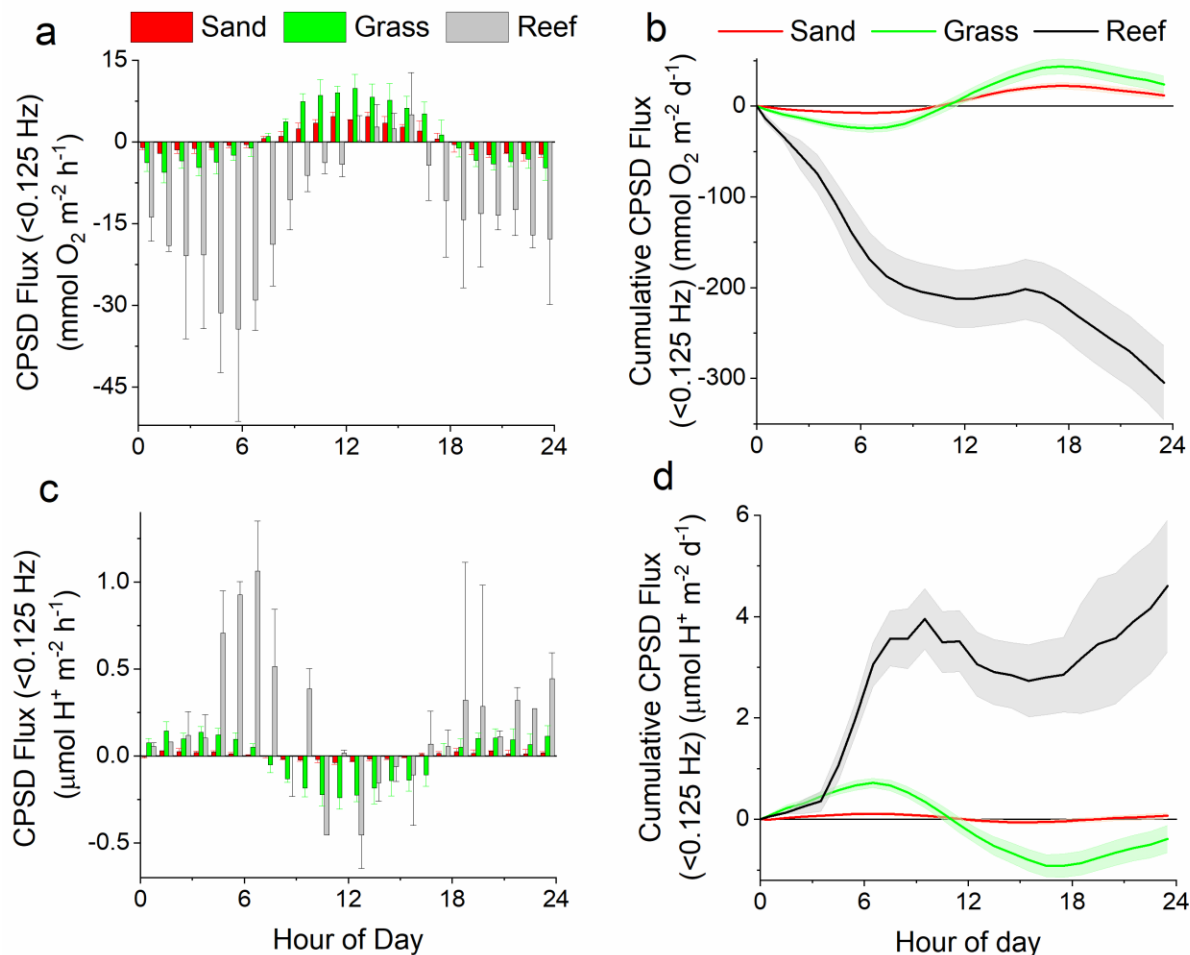 a
Sand Grass Reef
CPSD Flux (<0.125 Hz)
(mmol O₂ m⁻² h⁻¹)
15
0
-15
-30
-45
0 6 12 18 24
b
Sand Grass Reef
Cumulative CPSD Flux
(<0.125 Hz) (mmol O₂ m⁻² d⁻¹)
0
-100
-200
-300
0 6 12 18 24
c
CPSD Flux (<0.125 Hz)
(μmol H⁺ m⁻² h⁻¹)
1.0
0.5
0.0
-0.5
0 6 12 18 24
Hour of Day
d
Cumulative CPSD Flux
(<0.125 Hz) (μmol H⁺ m⁻² d⁻¹)
6
4
2
0
0 6 12 18 24
Hour of day